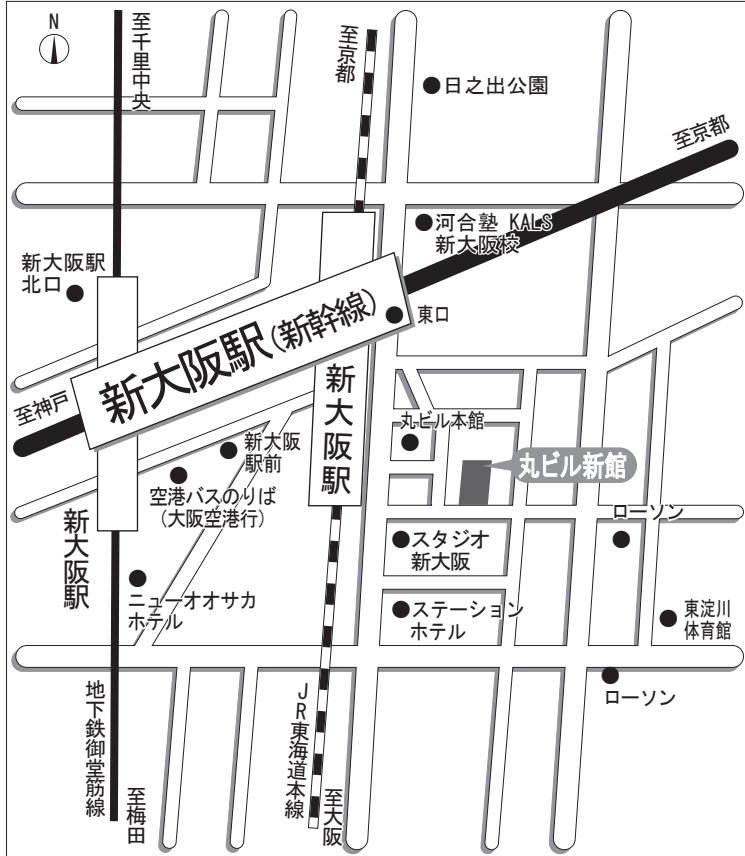 N
至千里中央
至京都
日之出公園
至京都
河合塾 KALS
新大阪校
新大阪駅
北口
東口
新大阪駅(新幹線)
至神戸
新大阪駅
丸ビル本館
新大阪
駅前
丸ビル新館
空港バスのりば
(大阪空港行)
新大阪駅
ローソン
スタジオ
新大阪
ニューオオサカ
ホテル
ステーション
ホテル
東淀川
体育館
ローソン
地下鉄御堂筋線
至梅田
JR東海道本線
至大阪